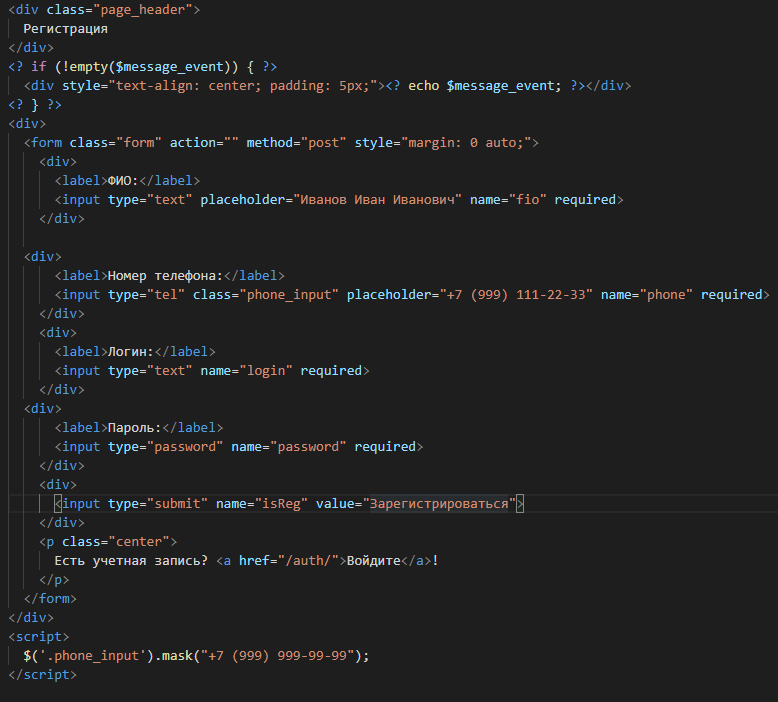 <div class="page_header">
Регистрация
</div>
<? if (!empty($message_event)) { ?>
<div style="text-align: center; padding: 5px;"><? echo $message_event; ?></div>
<? } ?>
<div>
<form class="form" action="" method="post" style="margin: 0 auto;">
<div>
<label>ФИО:</label>
<input type="text" placeholder="Иванов Иван Иванович" name="fio" required>
</div>
<div>
<label>Номер телефона:</label>
<input type="tel" class="phone_input" placeholder="+7 (999) 111-22-33" name="phone" required>
</div>
<div>
<label>Логин:</label>
<input type="text" name="login" required>
</div>
<div>
<label>Пароль:</label>
<input type="password" name="password" required>
</div>
<div>
<input type="submit" name="isReg" value="Зарегистрироваться">
</div>
<p class="center">
Есть учетная запись? <a href="/auth/">Войдите</a>!
</p>
</form>
</div>
<script>
$('.phone_input').mask("+7 (999) 999-99-99");
</script>